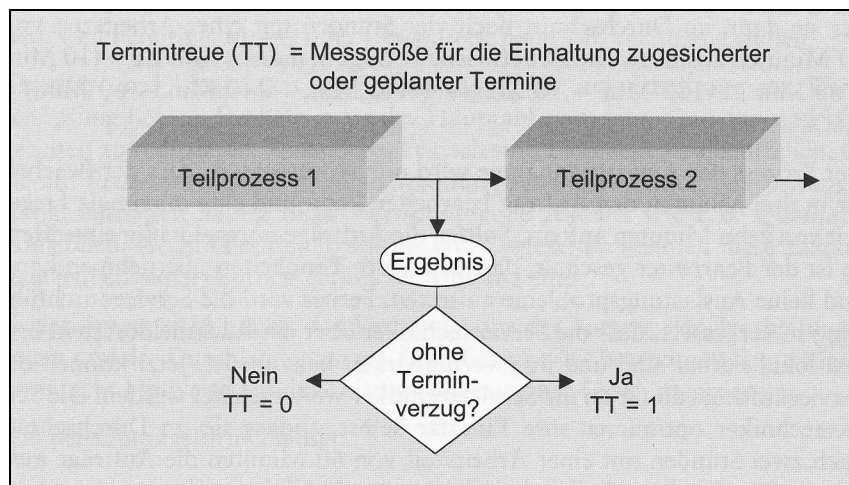 Termintreue (TT) = Messgröße für die Einhaltung zugesicherter
oder geplanter Termine
Teilprozess 1
Teilprozess 2
Ergebnis
ohne
Termin-
verzug?
Nein
TT = 0
Ja
TT = 1